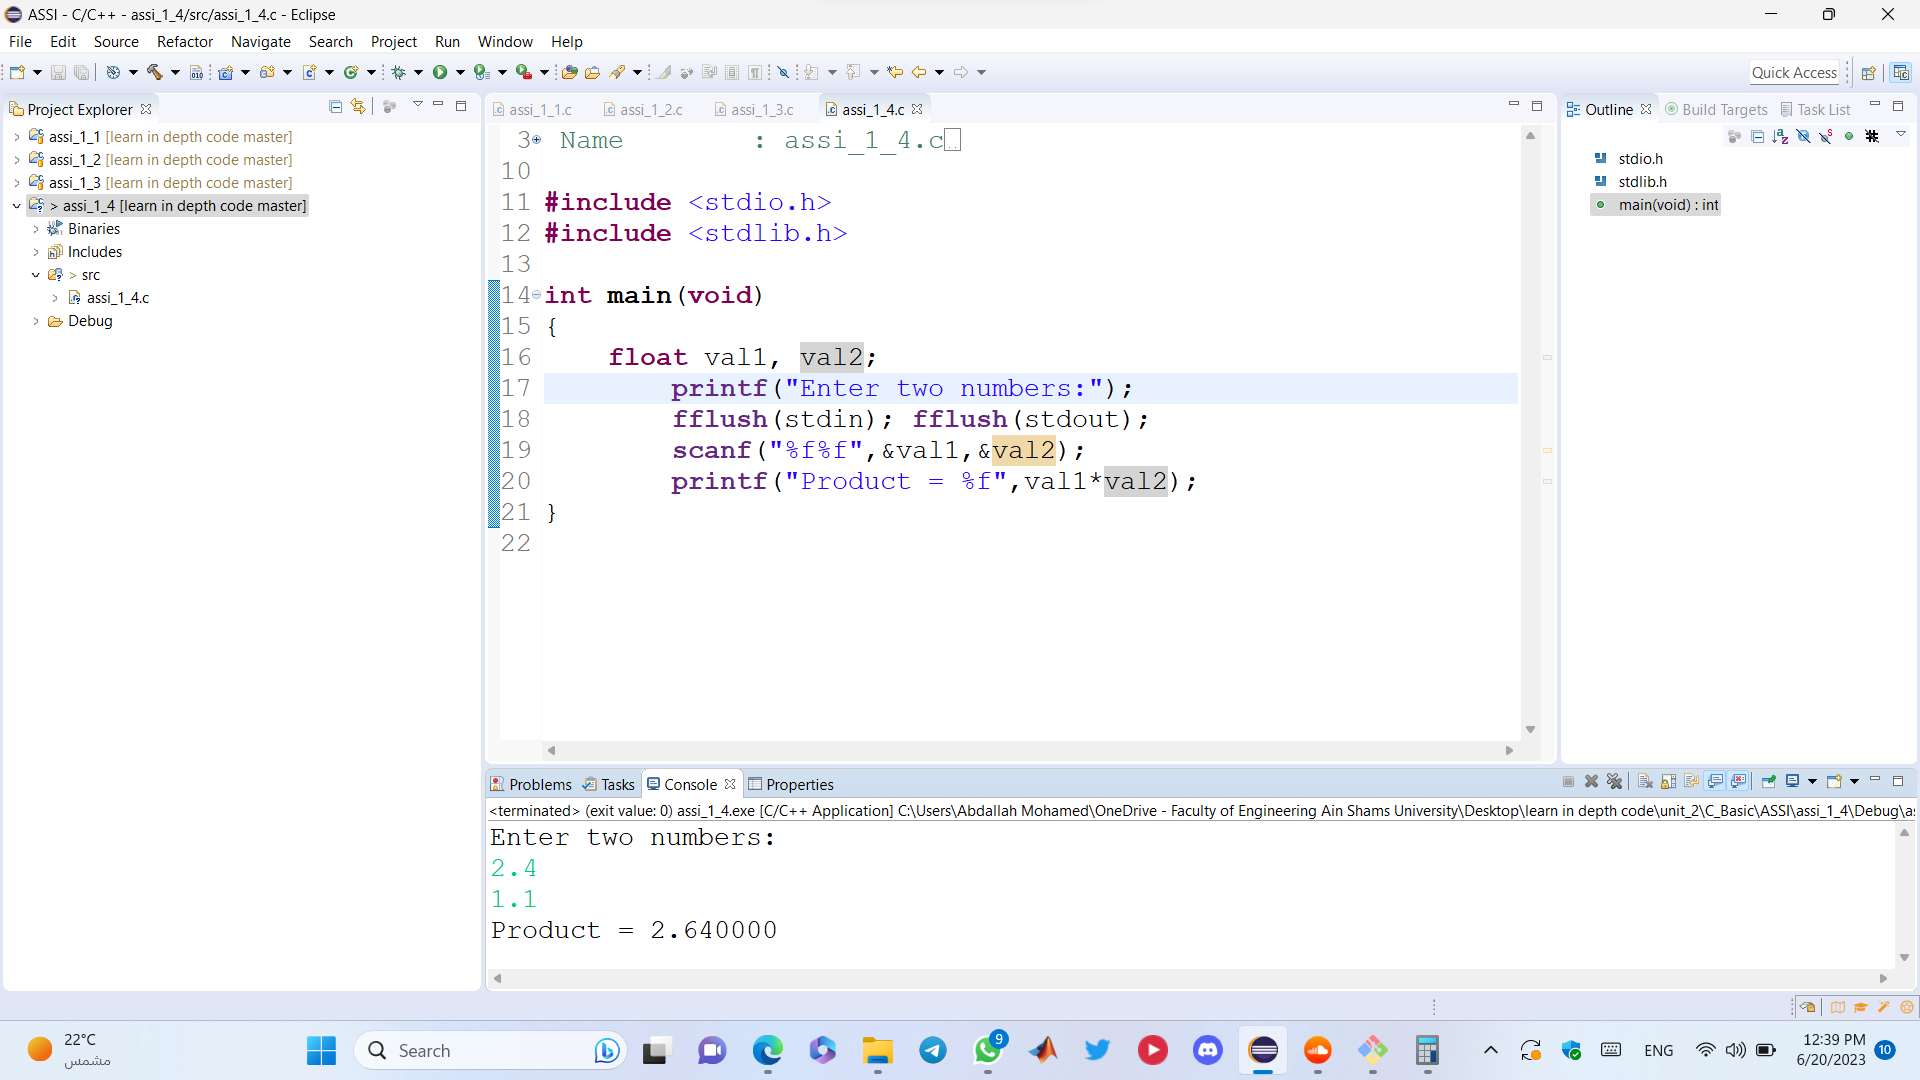 ASSI - C/C++ - assi_1_4/src/assi_1_4.c - Eclipse
File Edit Source Refactor Navigate Search Project Run Window Help
Quick Access
Project Explorer
assi_1_1 [learn in depth code master]
assi_1_2 [learn in depth code master]
assi_1_3 [learn in depth code master]
> assi_1_4 [learn in depth code master]
Binaries
Includes
> src
assi_1_4.c
Debug
assi_1_1.c assi_1_2.c assi_1_3.c assi_1_4.c
3 Name : assi_1_4.c
10
11 #include <stdio.h>
12 #include <stdlib.h>
13
14 int main(void)
15 {
16 float val1, val2;
17 printf("Enter two numbers:");
18 fflush(stdin); fflush(stdout);
19 scanf("%f%f",&val1,&val2);
20 printf("Product = %f",val1*val2);
21 }
22
Outline Build Targets Task List
stdio.h
stdlib.h
main(void) : int
Problems Tasks Console Properties
<terminated> (exit value: 0) assi_1_4.exe [C/C++ Application] C:\Users\Abdallah Mohamed\OneDrive - Faculty of Engineering Ain Shams University\Desktop\learn in depth code\unit_2\C_Basic\ASSI\assi_1_4\Debug\as
Enter two numbers:
2.4
1.1
Product = 2.640000
22°C
مشمس
Search
9
ENG
12:39 PM
6/20/2023
10